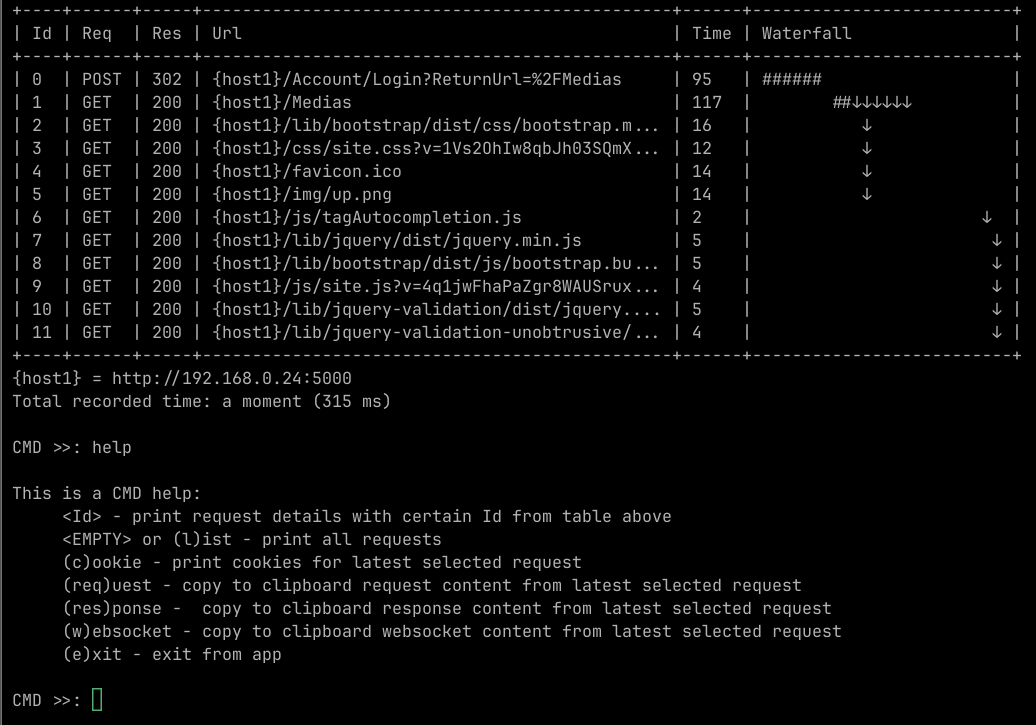 +----+------+-----+-----------------------------------------------+------+--------------------------+
| Id | Req  | Res | Url                                           | Time | Waterfall                |
+----+------+-----+-----------------------------------------------+------+--------------------------+
| 0  | POST | 302 | {host1}/Account/Login?ReturnUrl=%2FMedias     | 95   | ######                   |
| 1  | GET  | 200 | {host1}/Medias                                | 117  |        ##↓↓↓↓↓↓          |
| 2  | GET  | 200 | {host1}/lib/bootstrap/dist/css/bootstrap.m... | 16   |           ↓              |
| 3  | GET  | 200 | {host1}/css/site.css?v=1Vs2OhIw8qbJh03SQmX... | 12   |           ↓              |
| 4  | GET  | 200 | {host1}/favicon.ico                           | 14   |           ↓              |
| 5  | GET  | 200 | {host1}/img/up.png                            | 14   |           ↓              |
| 6  | GET  | 200 | {host1}/js/tagAutocompletion.js               | 2    |                       ↓  |
| 7  | GET  | 200 | {host1}/lib/jquery/dist/jquery.min.js         | 5    |                        ↓ |
| 8  | GET  | 200 | {host1}/lib/bootstrap/dist/js/bootstrap.bu... | 5    |                        ↓ |
| 9  | GET  | 200 | {host1}/js/site.js?v=4q1jwFhaPaZgr8WAUSrux... | 4    |                        ↓ |
| 10 | GET  | 200 | {host1}/lib/jquery-validation/dist/jquery.... | 5    |                        ↓ |
| 11 | GET  | 200 | {host1}/lib/jquery-validation-unobtrusive/... | 4    |                        ↓ |
+----+------+-----+-----------------------------------------------+------+--------------------------+
{host1} = http://192.168.0.24:5000
Total recorded time: a moment (315 ms)
CMD >>: help
This is a CMD help:
     <Id> - print request details with certain Id from table above
     <EMPTY> or (l)ist - print all requests
     (c)ookie - print cookies for latest selected request
     (req)uest - copy to clipboard request content from latest selected request
     (res)ponse -  copy to clipboard response content from latest selected request
     (w)ebsocket - copy to clipboard websocket content from latest selected request
     (e)xit - exit from app
CMD >>: